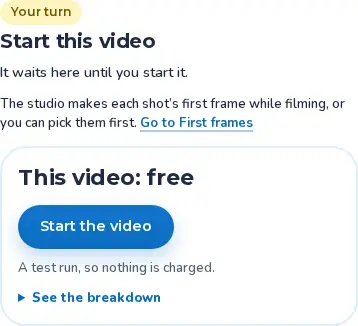 Your turn
Start this video
It waits here until you start it.
The studio makes each shot’s first frame while filming, or
you can pick them first. Go to First frames
This video: free
Start the video
A test run, so nothing is charged.
See the breakdown